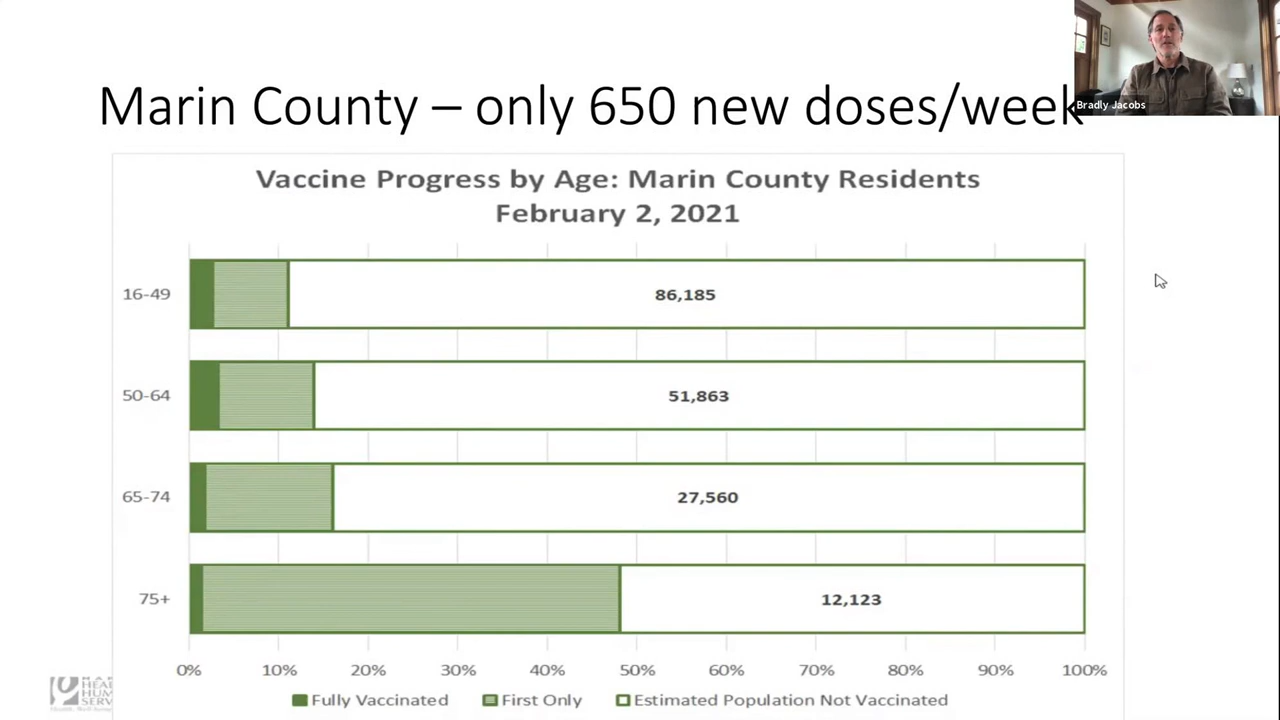 Marin County – only 650 new doses/week
Bradly Jacobs
Vaccine Progress by Age: Marin County Residents
February 2, 2021
16-49
86,185
50-64
51,863
65-74
27,560
75+
12,123
0% 10% 20% 30% 40% 50% 60% 70% 80% 90% 100%
Fully Vaccinated First Only Estimated Population Not Vaccinated